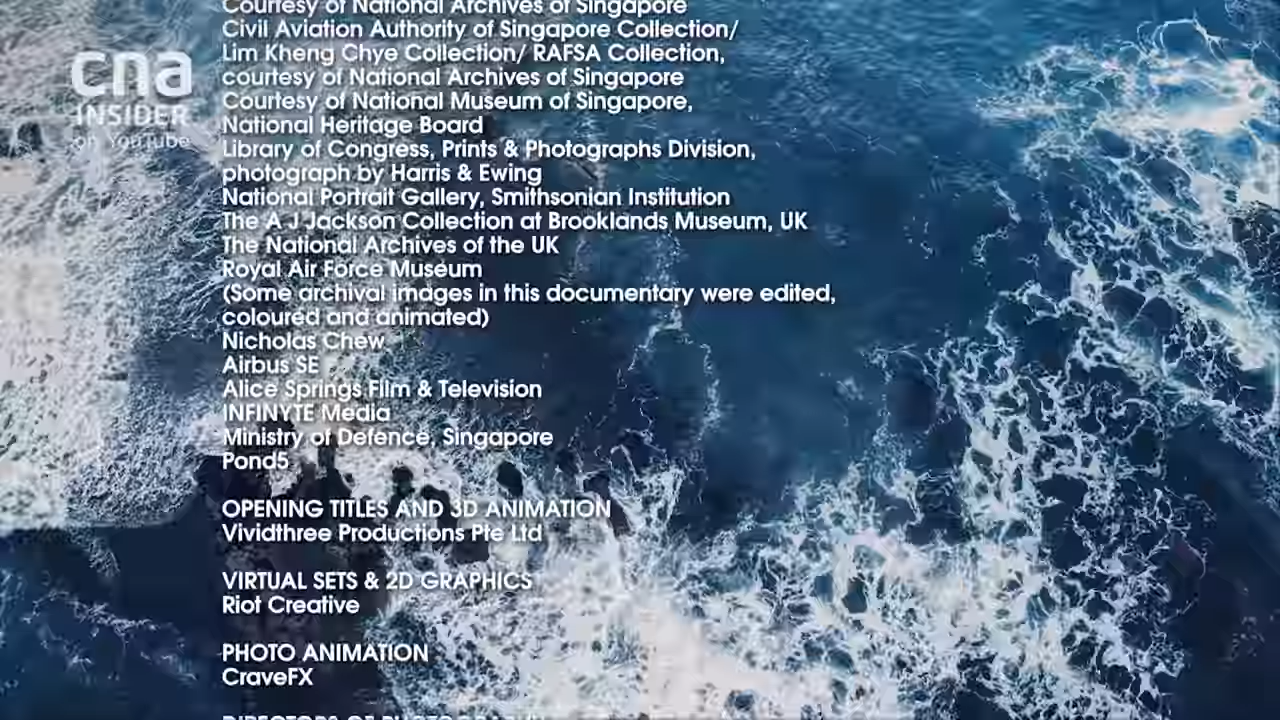 cna
INSIDER
on YouTube
Courtesy of National Archives of Singapore
Civil Aviation Authority of Singapore Collection/
Lim Kheng Chye Collection/ RAFSA Collection,
courtesy of National Archives of Singapore
Courtesy of National Museum of Singapore,
National Heritage Board
Library of Congress, Prints & Photographs Division,
photograph by Harris & Ewing
National Portrait Gallery, Smithsonian Institution
The A J Jackson Collection at Brooklands Museum, UK
The National Archives of the UK
Royal Air Force Museum
(Some archival images in this documentary were edited,
coloured and animated)
Nicholas Chew
Airbus SE
Alice Springs Film & Television
INFINYTE Media
Ministry of Defence, Singapore
Pond5
OPENING TITLES AND 3D ANIMATION
Vividthree Productions Pte Ltd
VIRTUAL SETS & 2D GRAPHICS
Riot Creative
PHOTO ANIMATION
CraveFX